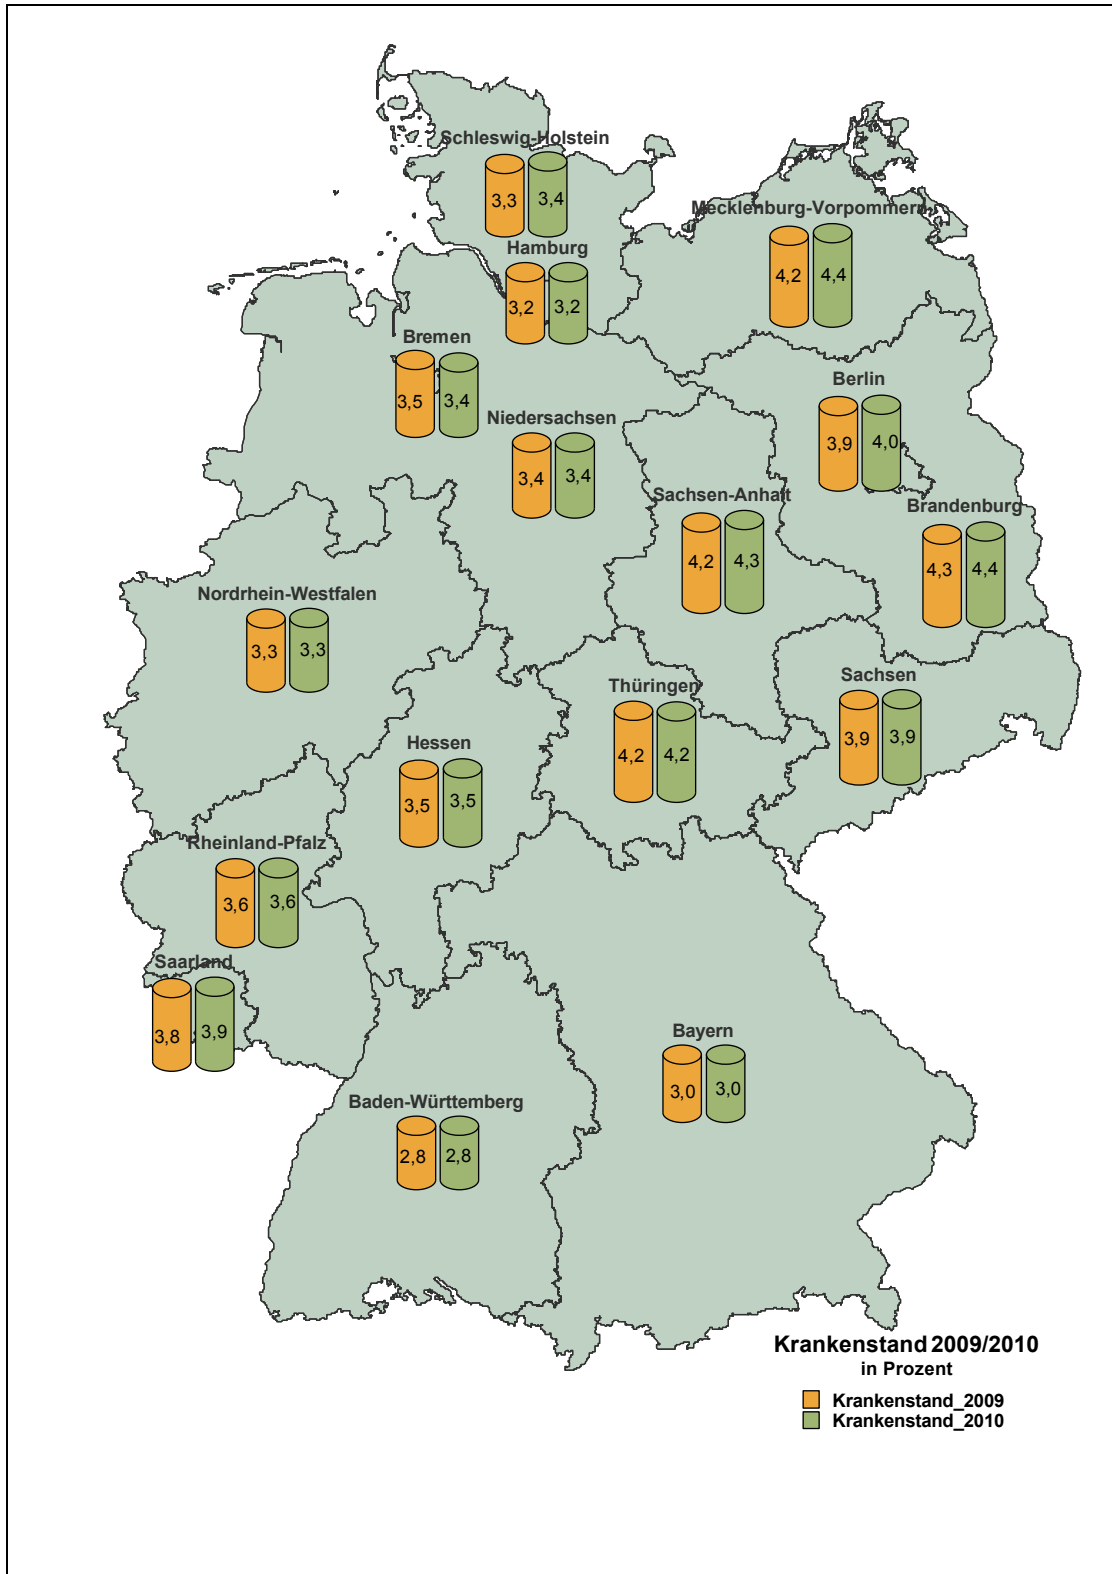 Schleswig-Holstein
3,3 3,4
Mecklenburg-Vorpommern
4,2 4,4
Hamburg
3,2 3,2
Bremen
3,5 3,4
Berlin
3,9 4,0
Niedersachsen
3,4 3,4
Sachsen-Anhalt
4,2 4,3
Brandenburg
4,3 4,4
Nordrhein-Westfalen
3,3 3,3
Sachsen
3,9 3,9
Thüringen
4,2 4,2
Hessen
3,5 3,5
Rheinland-Pfalz
3,6 3,6
Saarland
3,8 3,9
Bayern
3,0 3,0
Baden-Württemberg
2,8 2,8
Krankenstand 2009/2010
in Prozent
Krankenstand_2009
Krankenstand_2010